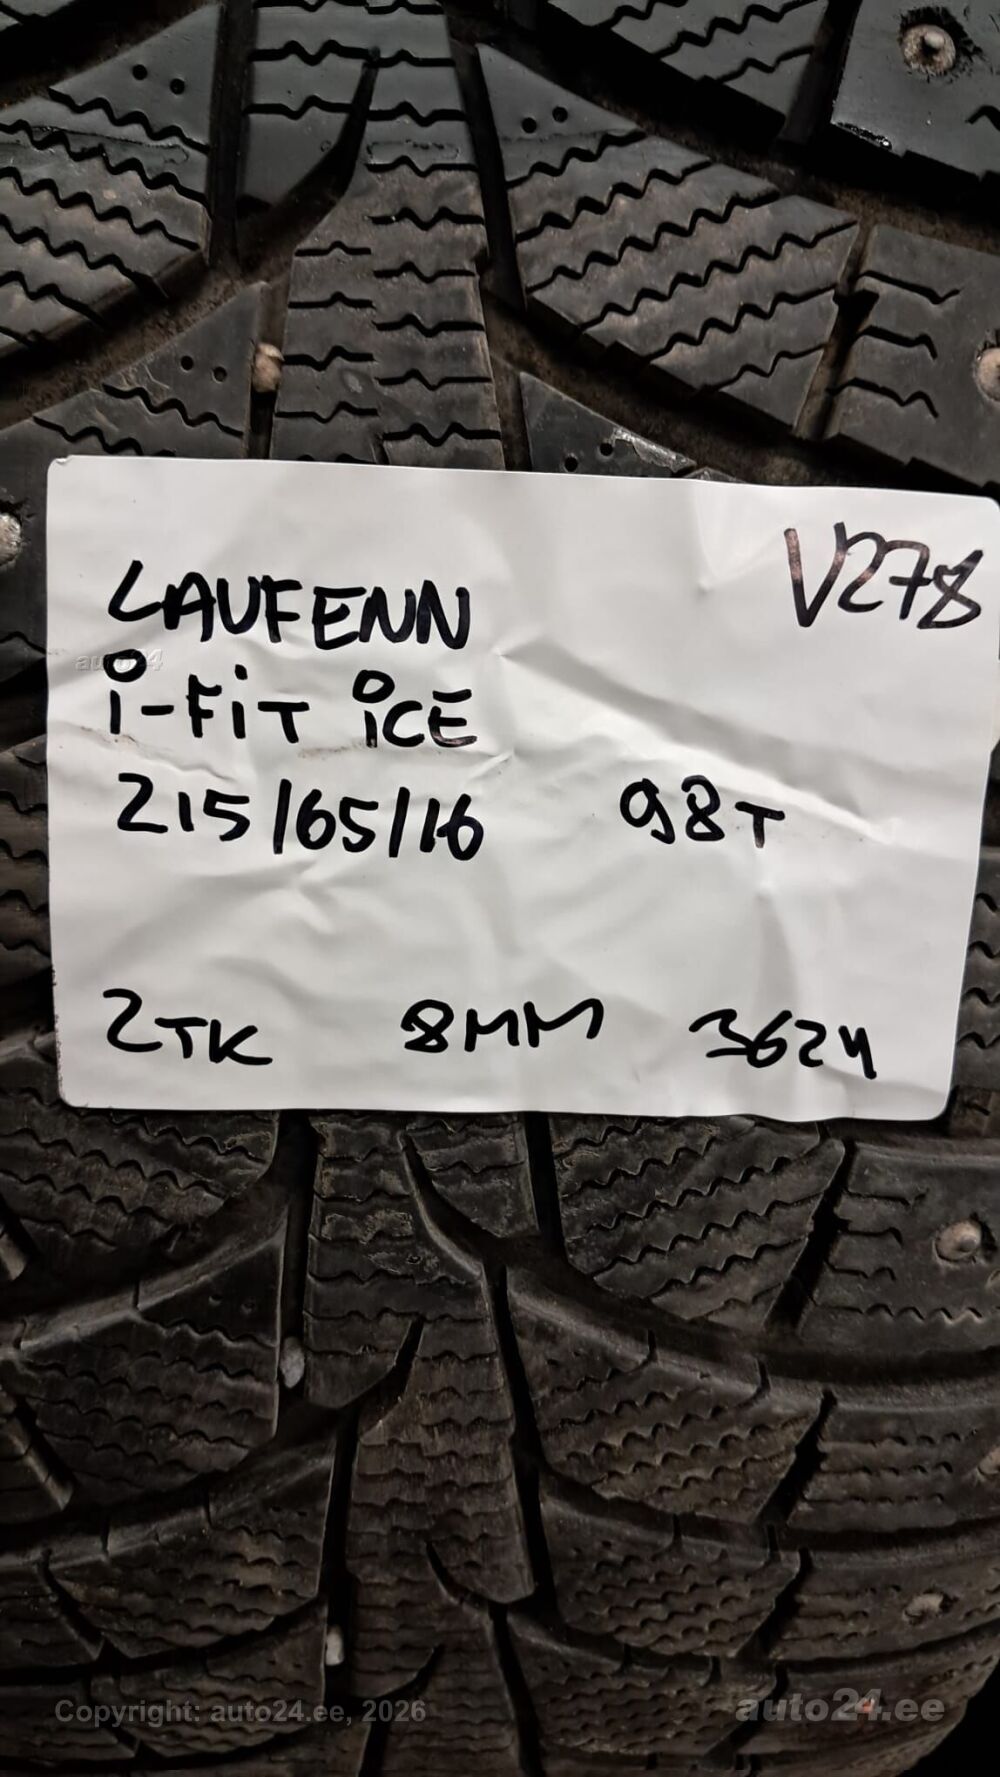 V278
LAUFENN
auto24
i-FiT iCE
215/65/16 98T
2TK 8MM 3624
Copyright: auto24.ee, 2026 auto24.ee